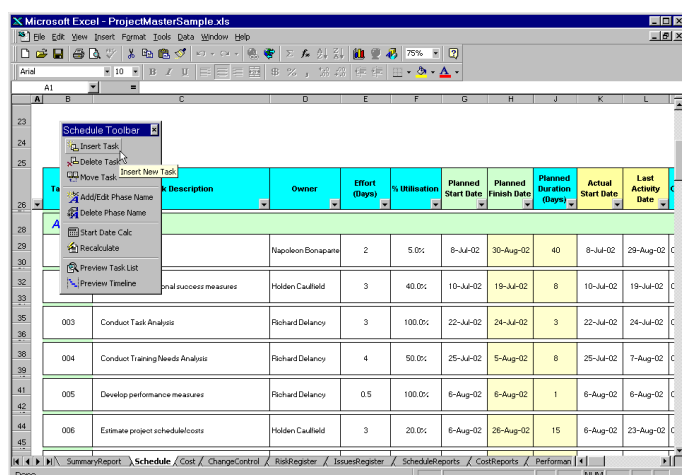 Microsoft Excel - ProjectMasterSample.xls
File Edit View Insert Format Tools Data Window Help
75%
Arial 10 B I U $ % ,
A1 =
A B C D E F G H J K L
23
Schedule Toolbar
24
Insert Task
25
Delete Task
Insert New Task
Move Task
Description Owner Effort (Days) % Utilisation Planned Start Date Planned Finish Date Planned Duration (Days) Actual Start Date Last Activity Date
26
Add/Edit Phase Name
Delete Phase Name
28
Start Date Calc
29
Recalculate
Napoleon Bonaparte 2 5.0% 8-Jul-02 30-Aug-02 40 8-Jul-02 29-Aug-02
30
Preview Task List
32
Preview Timeline
onal success measures Holden Caulfield 3 40.0% 10-Jul-02 19-Jul-02 8 10-Jul-02 19-Jul-02
33
35
003 Conduct Task Analysis Richard Delancy 3 100.0% 22-Jul-02 24-Jul-02 3 22-Jul-02 24-Jul-02
36
38
004 Conduct Training Needs Analysis Richard Delancy 4 50.0% 25-Jul-02 5-Aug-02 8 25-Jul-02 7-Aug-02
39
41
005 Develop performance measures Richard Delancy 0.5 100.0% 6-Aug-02 6-Aug-02 1 6-Aug-02 6-Aug-02
42
44
006 Estimate project schedule/costs Holden Caulfield 3 20.0% 6-Aug-02 26-Aug-02 15 6-Aug-02 23-Aug-02
45
SummaryReport Schedule Cost ChangeControl RiskRegister IssuesRegister ScheduleReports CostReports Performan